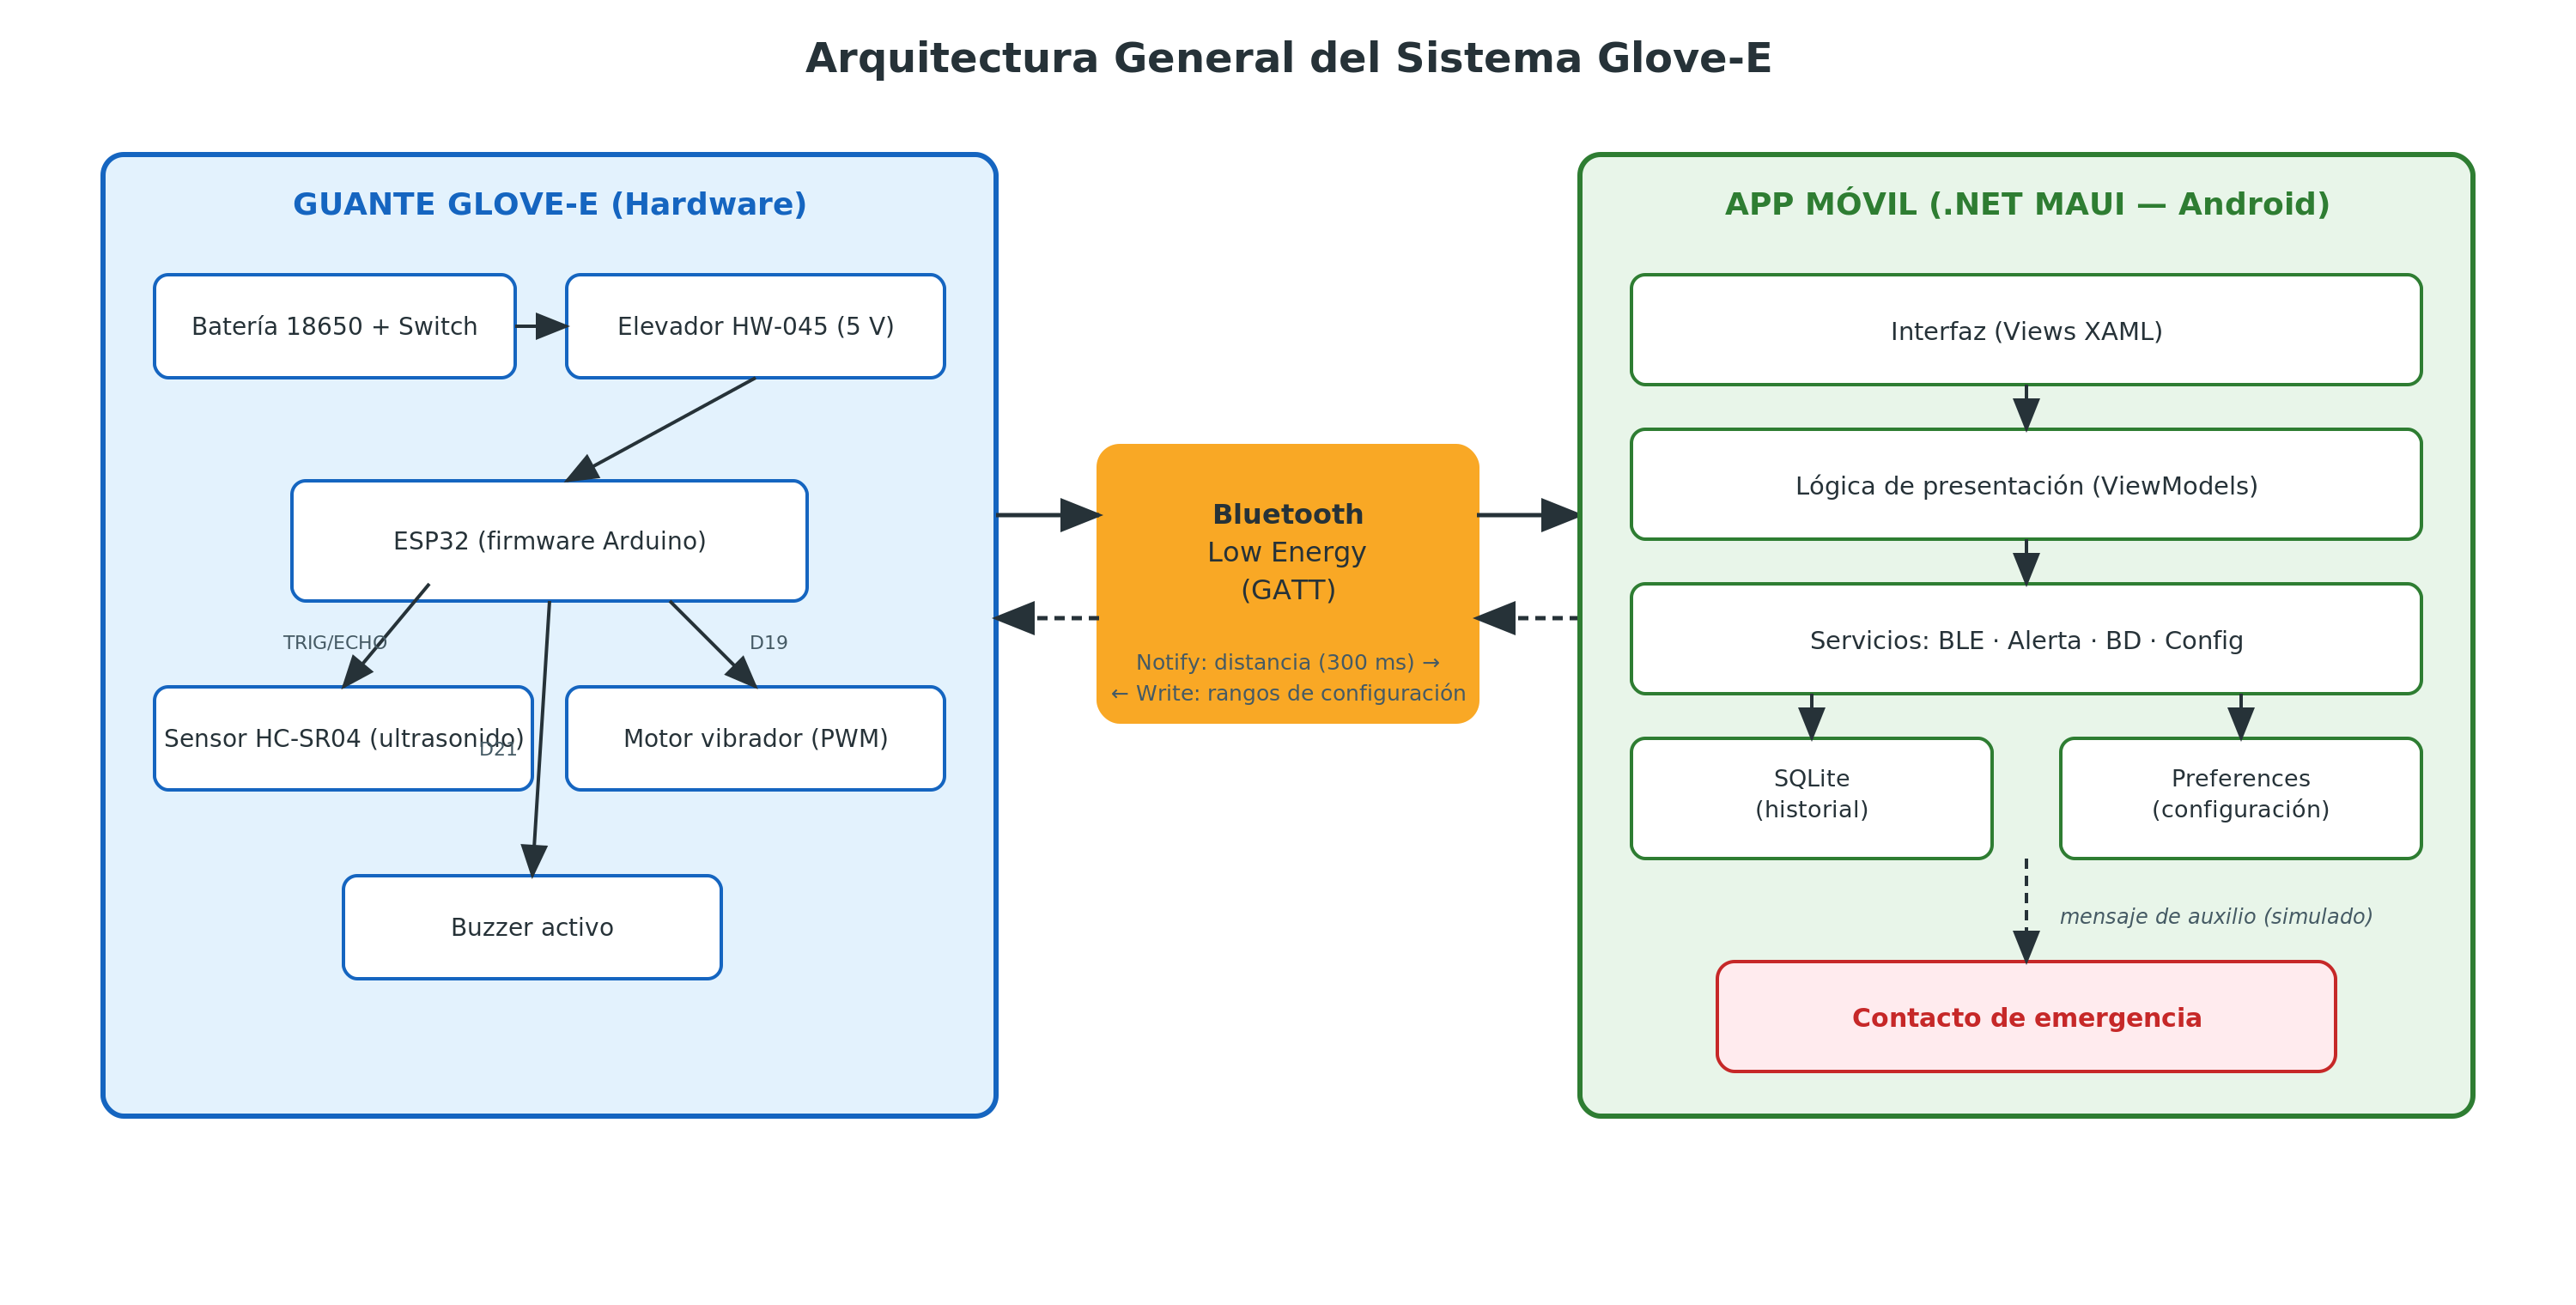 Arquitectura General del Sistema Glove-E
GUANTE GLOVE-E (Hardware)
Batería 18650 + Switch
Elevador HW-045 (5 V)
ESP32 (firmware Arduino)
TRIG/ECHO
D19
Sensor HC-SR04 (ultrasonido)
D21
Motor vibrador (PWM)
Buzzer activo
Bluetooth
Low Energy
(GATT)
Notify: distancia (300 ms) →
← Write: rangos de configuración
APP MÓVIL (.NET MAUI — Android)
Interfaz (Views XAML)
Lógica de presentación (ViewModels)
Servicios: BLE · Alerta · BD · Config
SQLite
(historial)
Preferences
(configuración)
mensaje de auxilio (simulado)
Contacto de emergencia